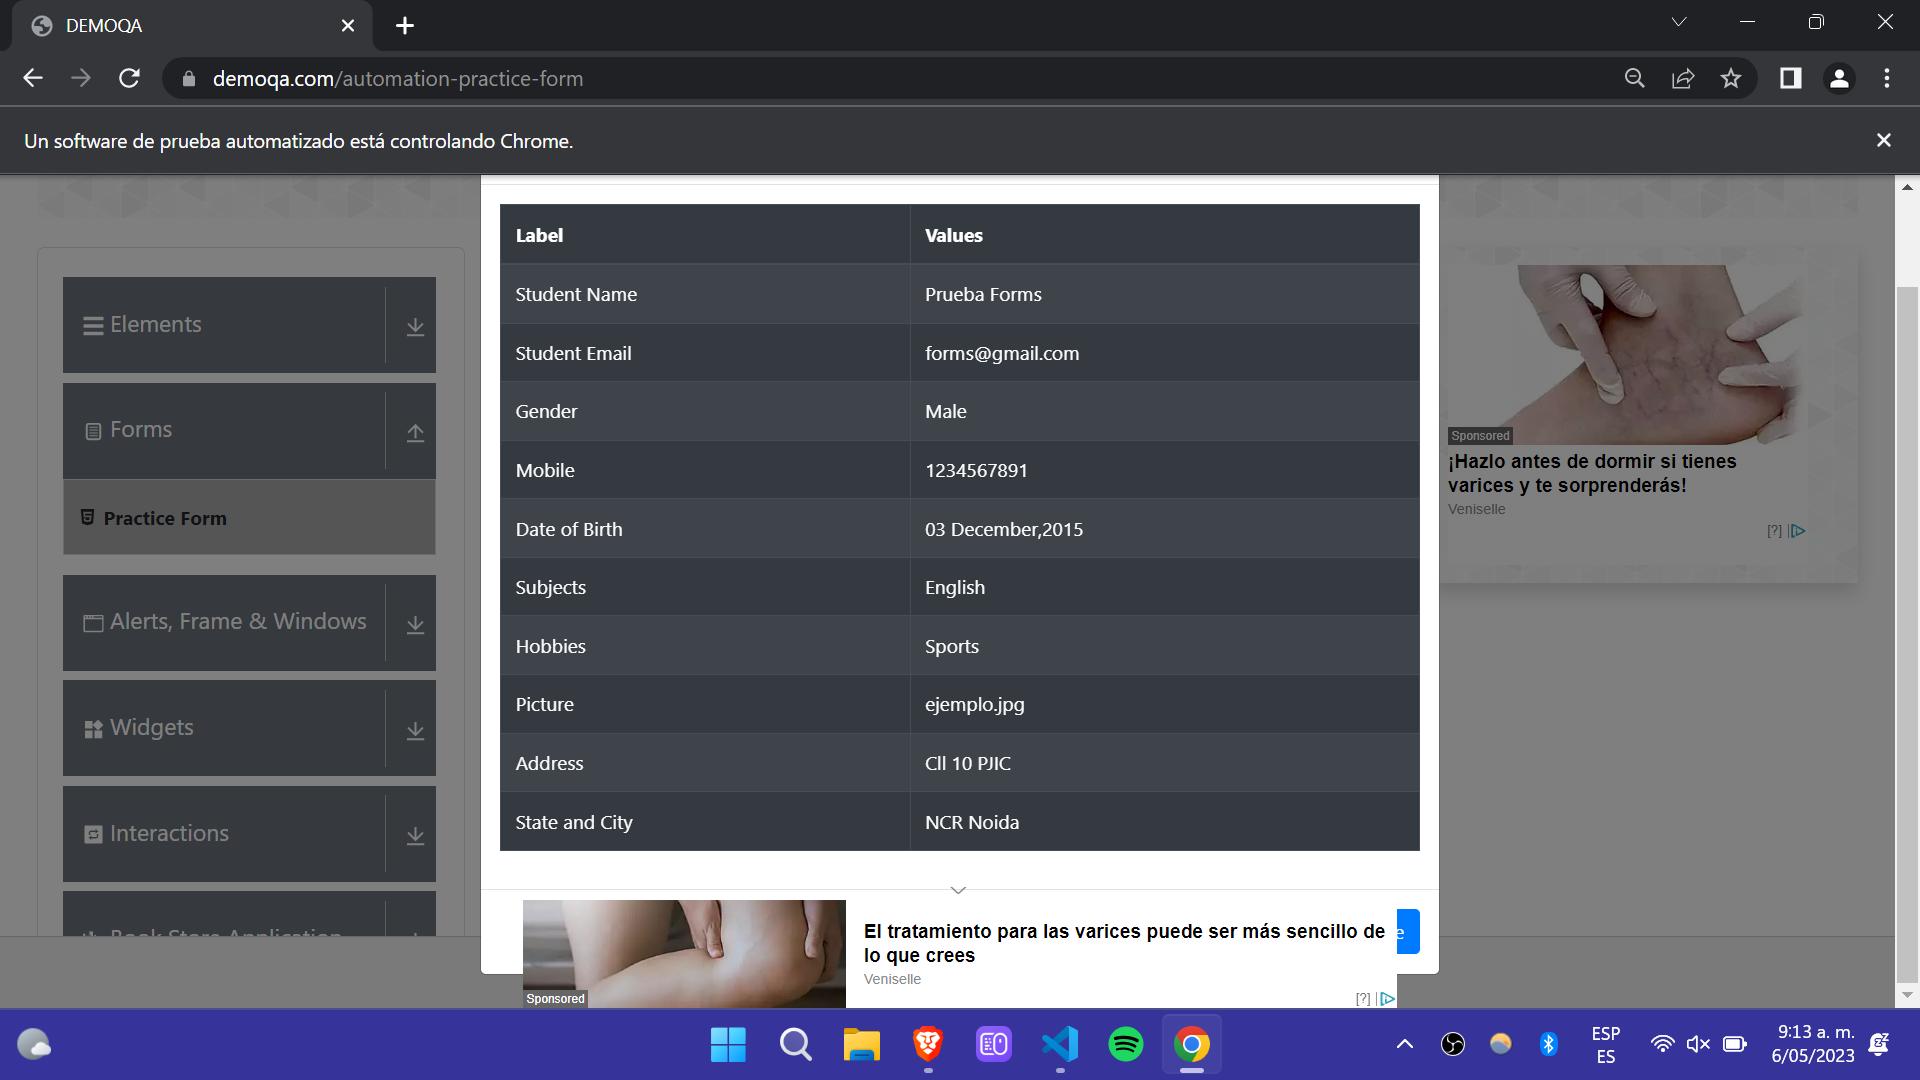 DEMOQA
demoqa.com/automation-practice-form
Un software de prueba automatizado está controlando Chrome.
Elements
Forms
Practice Form
Alerts, Frame & Windows
Widgets
Interactions
Book Store Application
Label Values
Student Name Prueba Forms
Student Email forms@gmail.com
Gender Male
Mobile 1234567891
Date of Birth 03 December,2015
Subjects English
Hobbies Sports
Picture ejemplo.jpg
Address Cll 10 PJIC
State and City NCR Noida
Sponsored
¡Hazlo antes de dormir si tienes
varices y te sorprenderás!
Veniselle
[?]
El tratamiento para las varices puede ser más sencillo de
lo que crees
Veniselle
Sponsored
[?]
e
ESP
ES
9:13 a. m.
6/05/2023